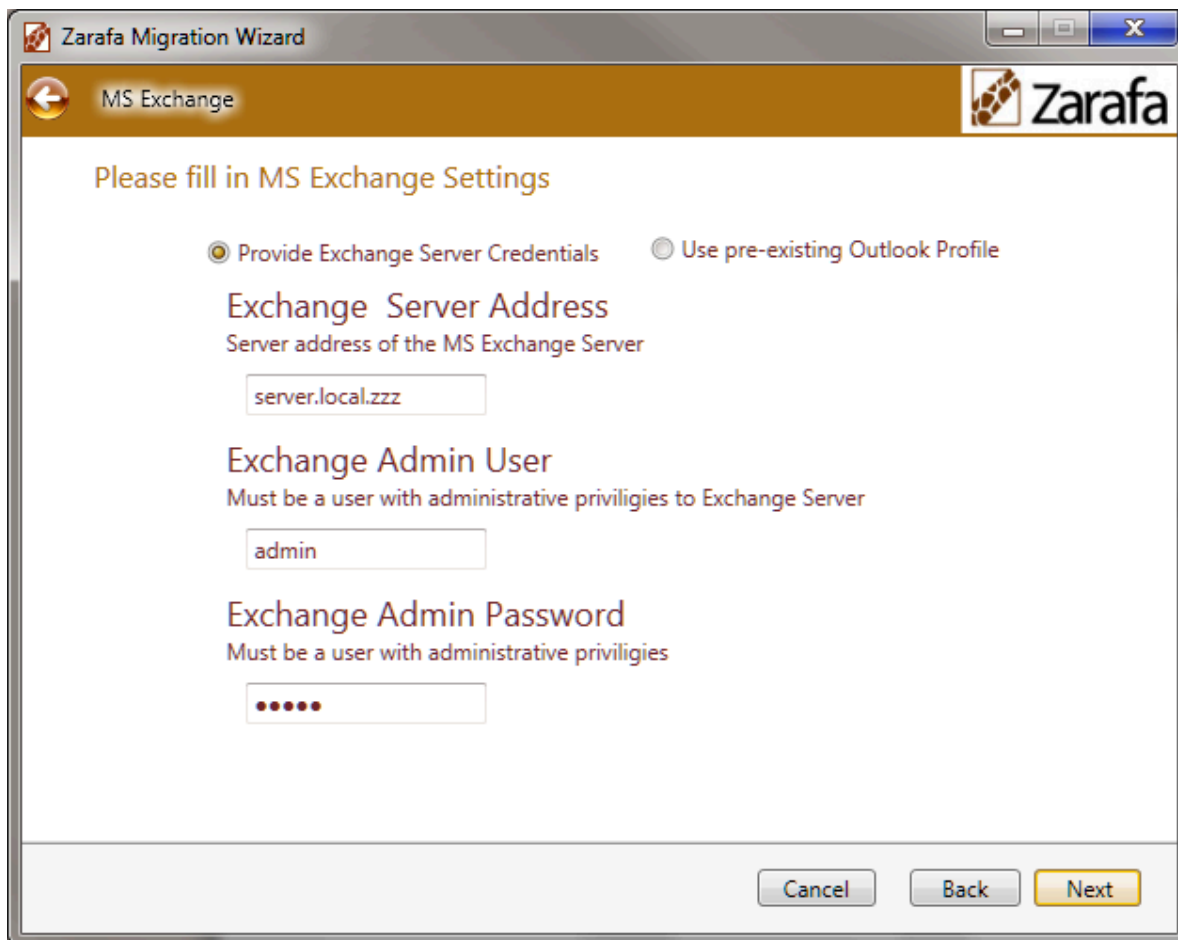 Zarafa Migration Wizard
MS Exchange
Zarafa
Please fill in MS Exchange Settings
Provide Exchange Server Credentials
Use pre-existing Outlook Profile
Exchange Server Address
Server address of the MS Exchange Server
server.local.zzz
Exchange Admin User
Must be a user with administrative priviligies to Exchange Server
admin
Exchange Admin Password
Must be a user with administrative priviligies
•••••
Cancel Back Next